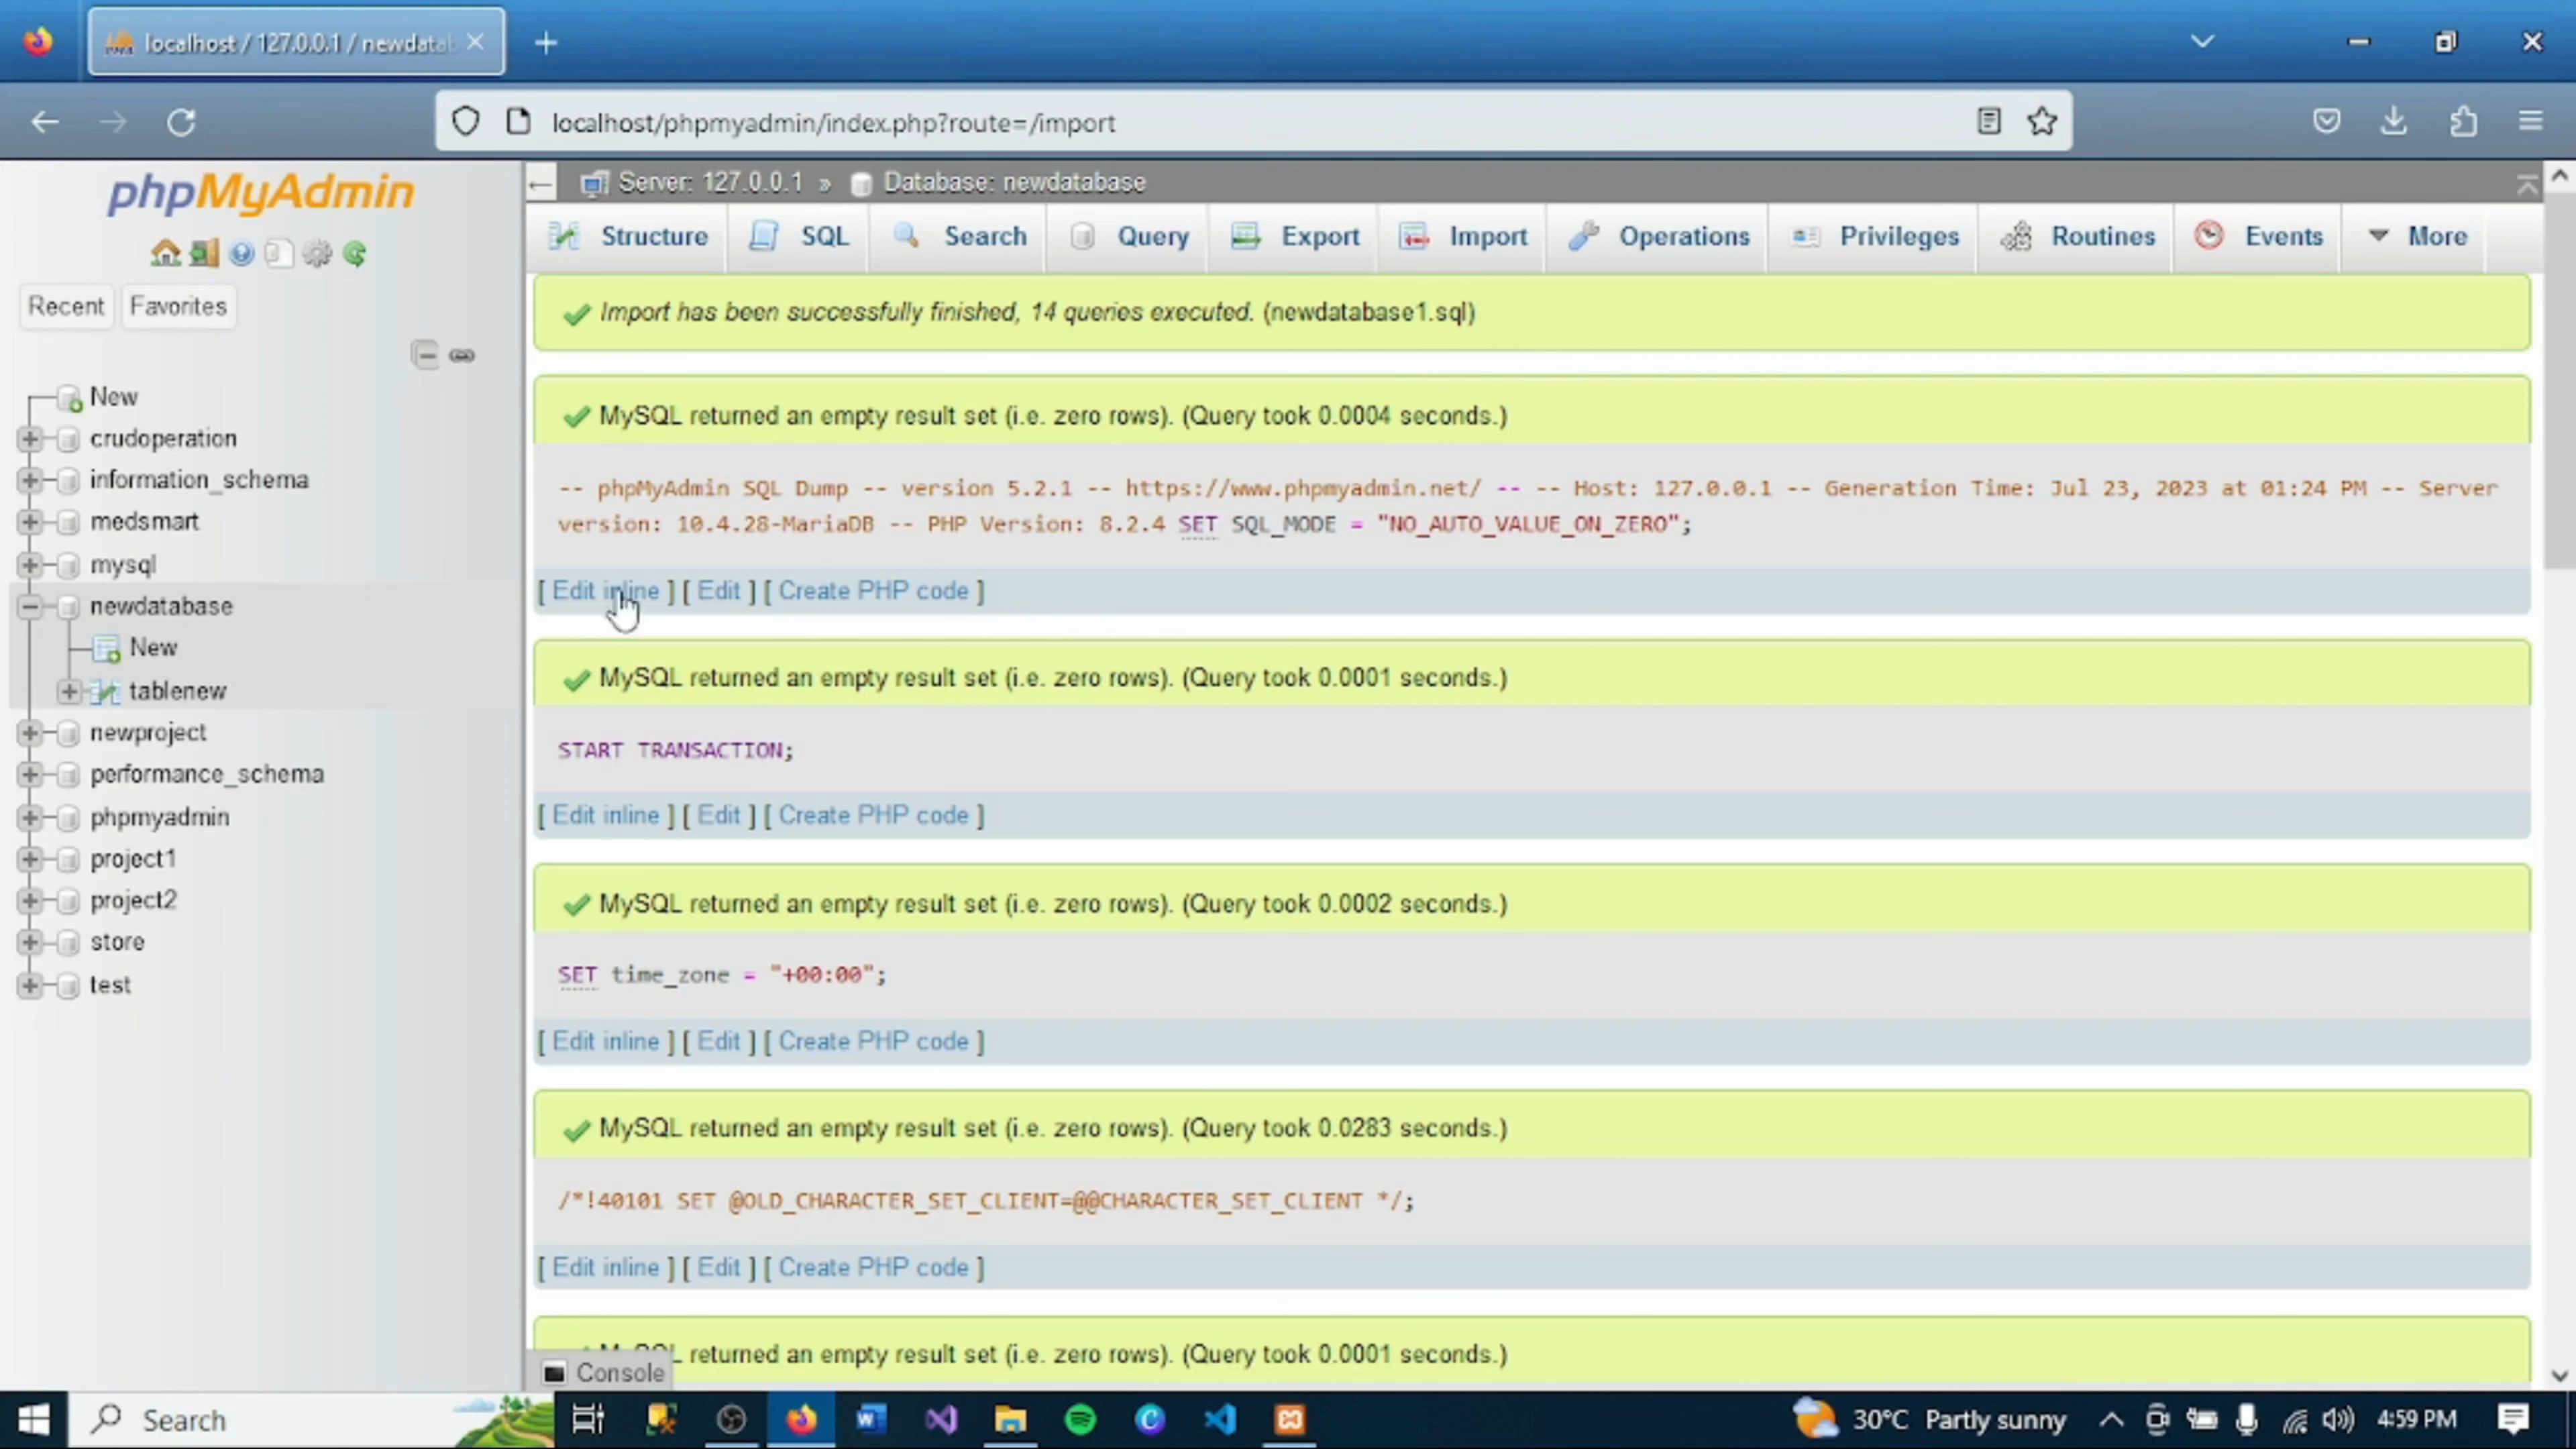 localhost / 127.0.0.1 / newdatab
localhost/phpmyadmin/index.php?route=/import
phpMyAdmin
Recent
Favorites
New
crudoperation
information_schema
medsmart
mysql
newdatabase
New
tablenew
newproject
performance_schema
phpmyadmin
project1
project2
store
test
Server: 127.0.0.1 » Database: newdatabase
Structure SQL Search Query Export Import Operations Privileges Routines Events More
Import has been successfully finished, 14 queries executed. (newdatabase1.sql)
MySQL returned an empty result set (i.e. zero rows). (Query took 0.0004 seconds.)
-- phpMyAdmin SQL Dump -- version 5.2.1 -- https://www.phpmyadmin.net/ -- -- Host: 127.0.0.1 -- Generation Time: Jul 23, 2023 at 01:24 PM -- Server
version: 10.4.28-MariaDB -- PHP Version: 8.2.4 SET SQL_MODE = "NO_AUTO_VALUE_ON_ZERO";
[ Edit inline ] [ Edit ] [ Create PHP code ]
MySQL returned an empty result set (i.e. zero rows). (Query took 0.0001 seconds.)
START TRANSACTION;
[ Edit inline ] [ Edit ] [ Create PHP code ]
MySQL returned an empty result set (i.e. zero rows). (Query took 0.0002 seconds.)
SET time_zone = "+00:00";
[ Edit inline ] [ Edit ] [ Create PHP code ]
MySQL returned an empty result set (i.e. zero rows). (Query took 0.0283 seconds.)
/*!40101 SET @OLD_CHARACTER_SET_CLIENT=@@CHARACTER_SET_CLIENT */;
[ Edit inline ] [ Edit ] [ Create PHP code ]
MySQL returned an empty result set (i.e. zero rows). (Query took 0.0001 seconds.)
Console
Search
30°C Partly sunny
4:59 PM